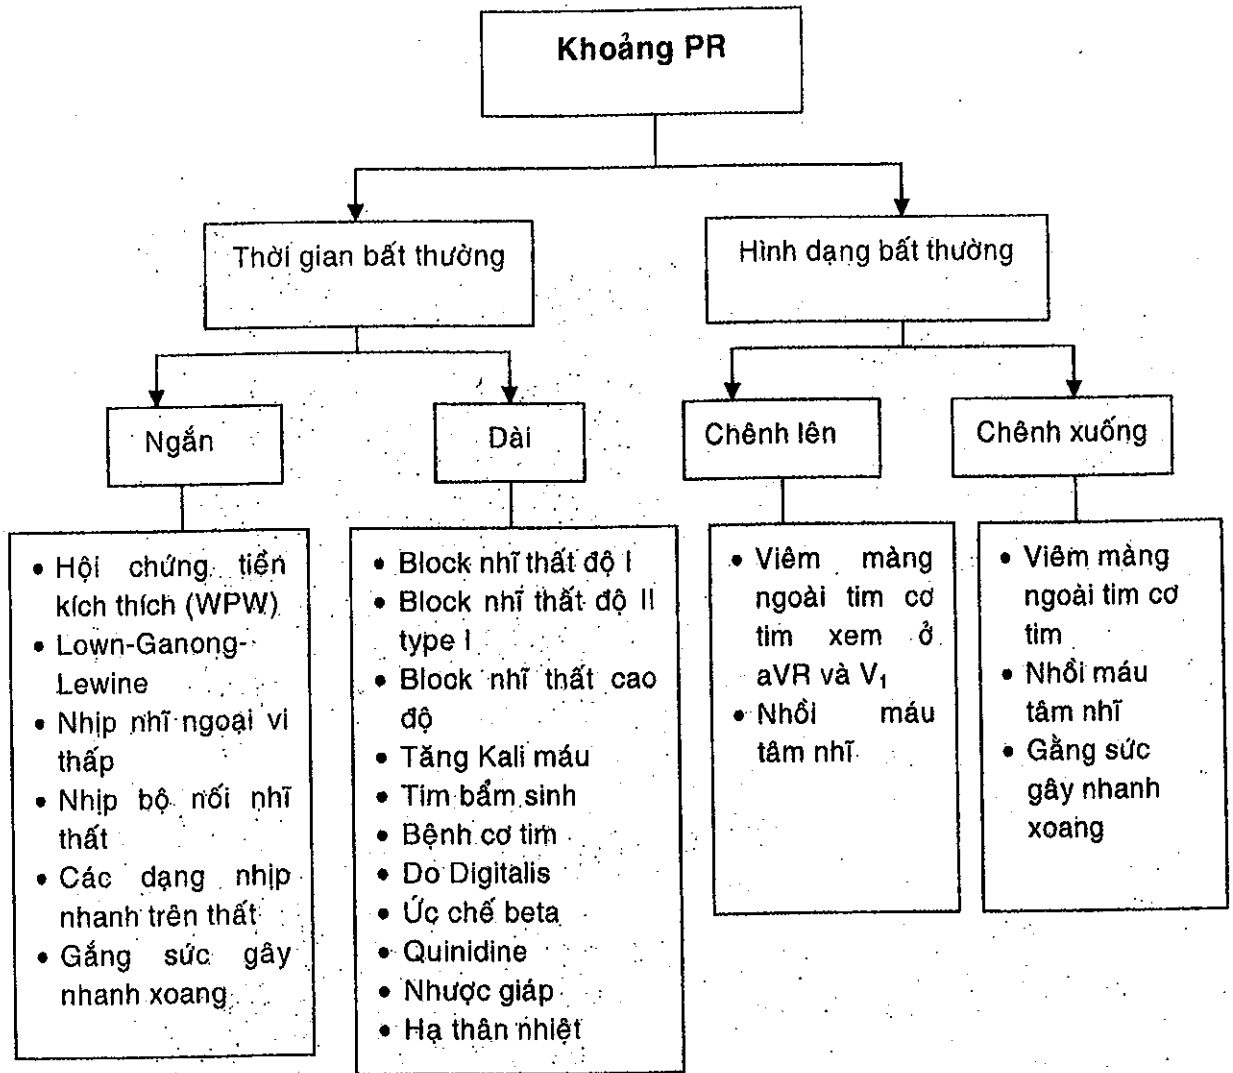 Khoảng PR
Thời gian bất thường
Hình dạng bất thường
Ngắn
Dài
Chênh lên
Chênh xuống
• Hội chứng tiền
kích thích (WPW)
• Lown-Ganong-
Lewine
• Nhịp nhĩ ngoại vi
thấp
• Nhịp bộ nối nhĩ
thất
• Các dạng nhịp
nhanh trên thất
• Gắng sức gây
nhanh xoang
• Block nhĩ thất độ I
• Block nhĩ thất độ II
type I
• Block nhĩ thất cao
độ
• Tăng Kali máu
• Tim bẩm sinh
• Bệnh cơ tim
• Do Digitalis
• Ức chế beta
• Quinidine
• Nhược giáp
• Hạ thân nhiệt
• Viêm màng
ngoài tim cơ
tim xem ở
aVR và V₁
• Nhồi máu
tâm nhĩ
• Viêm màng
ngoài tim cơ
tim
• Nhồi máu
tâm nhĩ
• Gằng sức
gây nhanh
xoang